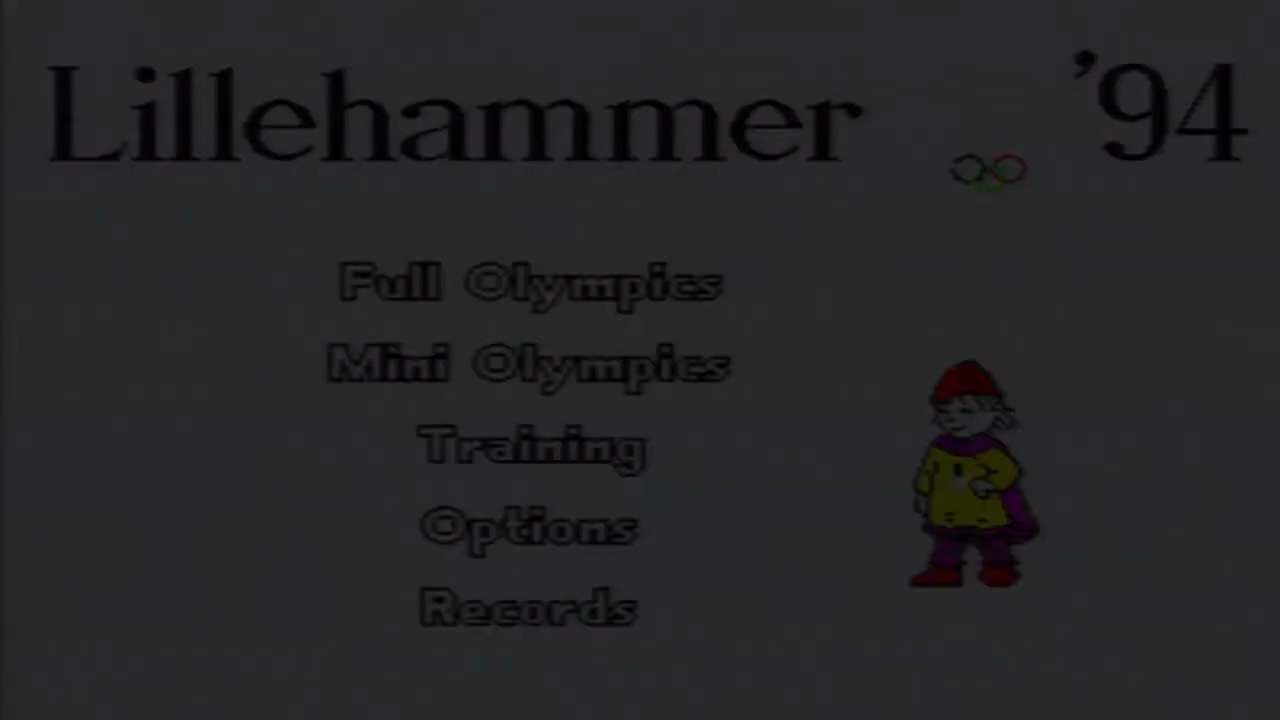 Lillehammer '94
Full Olympics
Mini Olympics
Training
Options
Records